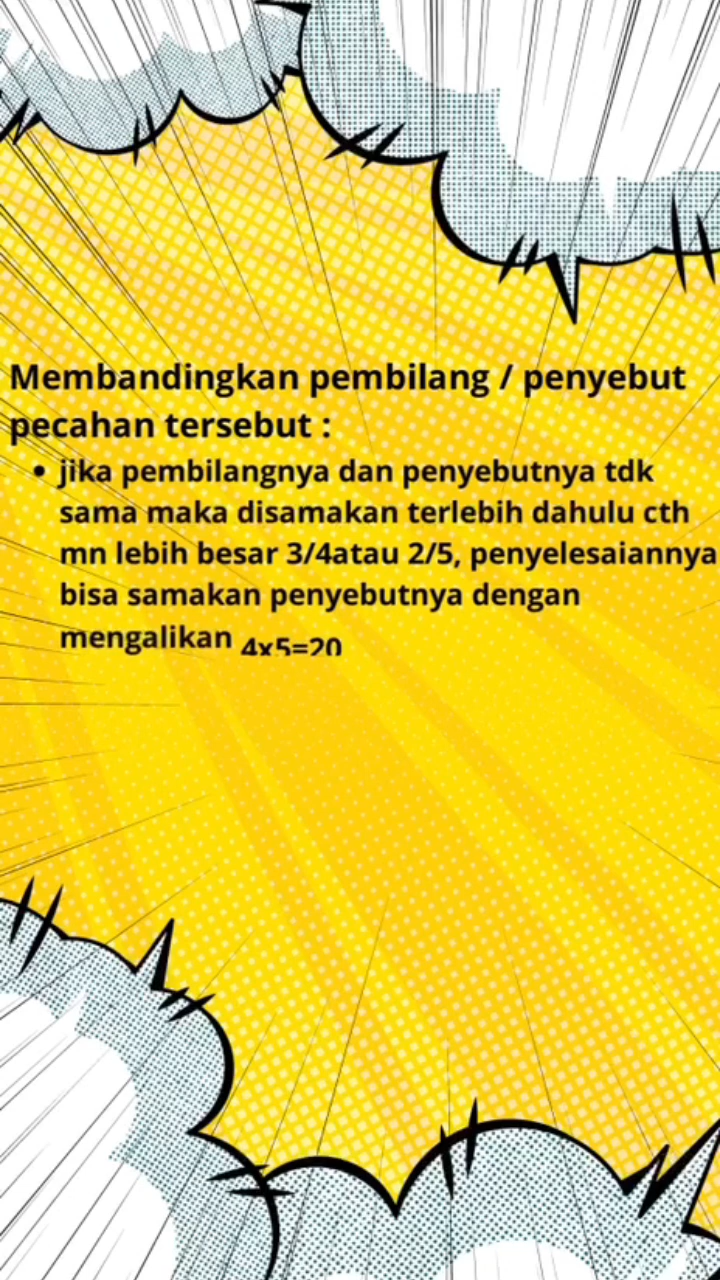 Membandingkan pembilang / penyebut
pecahan tersebut :
• jika pembilangnya dan penyebutnya tdk
sama maka disamakan terlebih dahulu cth
mn lebih besar 3/4atau 2/5, penyelesaiannya
bisa samakan penyebutnya dengan
mengalikan 4x5=20